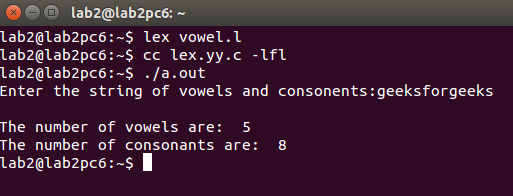 lab2@lab2pc6: ~
lab2@lab2pc6:~$ lex vowel.l
lab2@lab2pc6:~$ cc lex.yy.c -lfl
lab2@lab2pc6:~$ ./a.out
Enter the string of vowels and consonents:geeksforgeeks
The number of vowels are:  5
The number of consonants are:  8
lab2@lab2pc6:~$